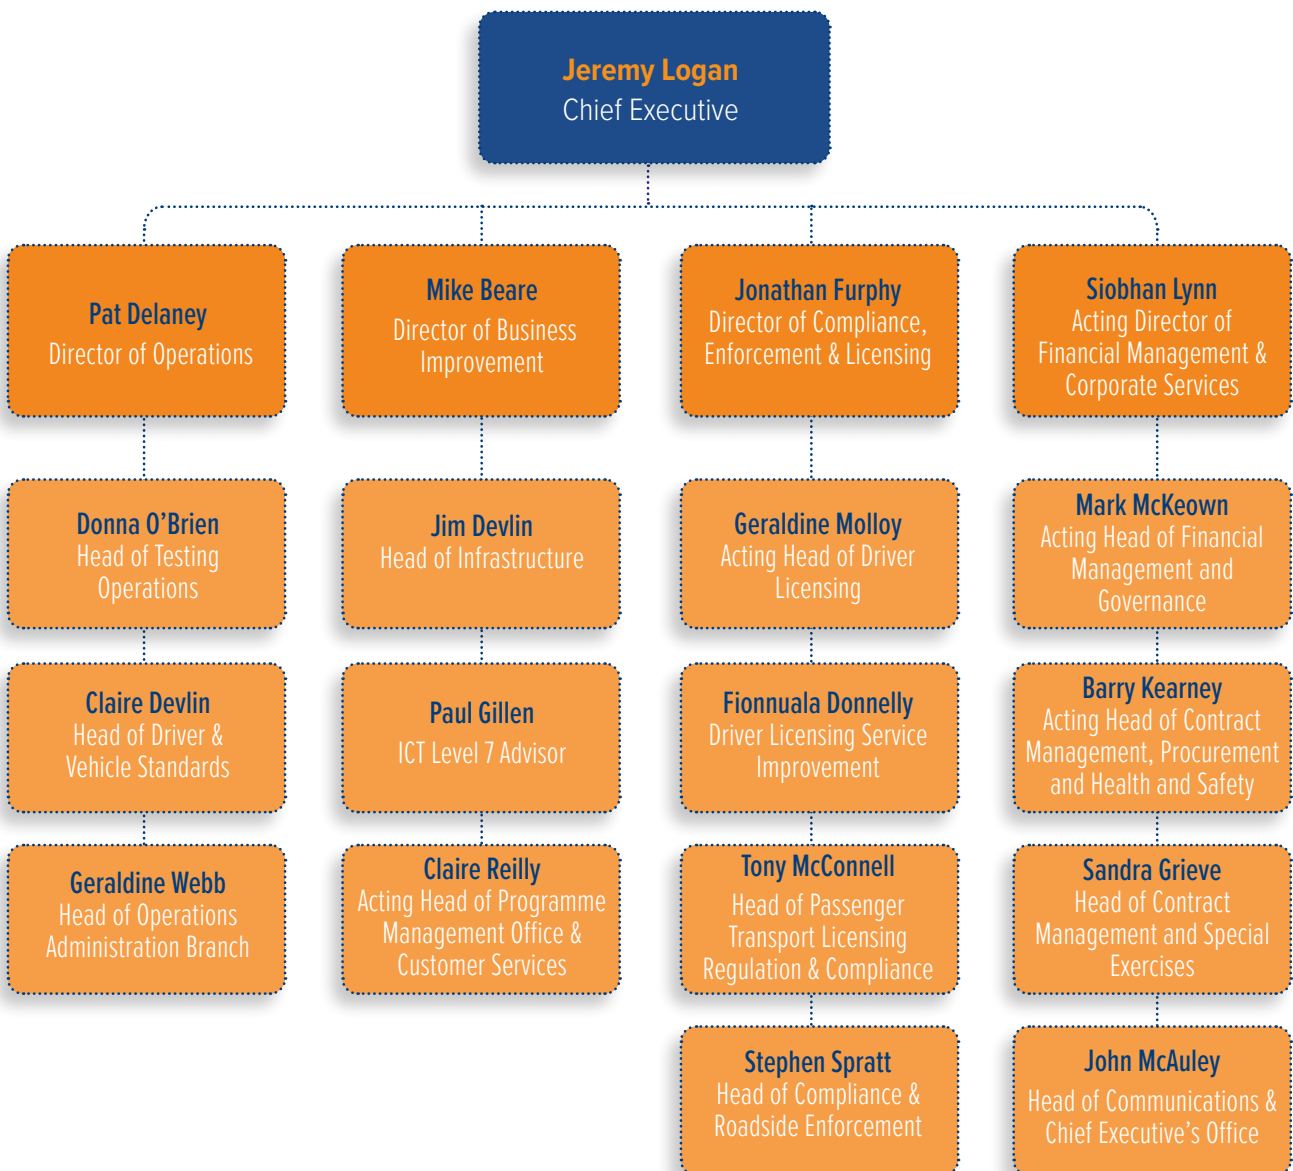 Jeremy Logan
Chief Executive
Pat Delaney
Director of Operations
Mike Beare
Director of Business
Improvement
Jonathan Furphy
Director of Compliance,
Enforcement & Licensing
Siobhan Lynn
Acting Director of
Financial Management &
Corporate Services
Donna O’Brien
Head of Testing
Operations
Jim Devlin
Head of Infrastructure
Geraldine Molloy
Acting Head of Driver
Licensing
Mark McKeown
Acting Head of Financial
Management and
Governance
Claire Devlin
Head of Driver &
Vehicle Standards
Paul Gillen
ICT Level 7 Advisor
Fionnuala Donnelly
Driver Licensing Service
Improvement
Barry Kearney
Acting Head of Contract
Management, Procurement
and Health and Safety
Geraldine Webb
Head of Operations
Administration Branch
Claire Reilly
Acting Head of Programme
Management Office &
Customer Services
Tony McConnell
Head of Passenger
Transport Licensing
Regulation & Compliance
Sandra Grieve
Head of Contract
Management and Special
Exercises
Stephen Spratt
Head of Compliance &
Roadside Enforcement
John McAuley
Head of Communications &
Chief Executive’s Office